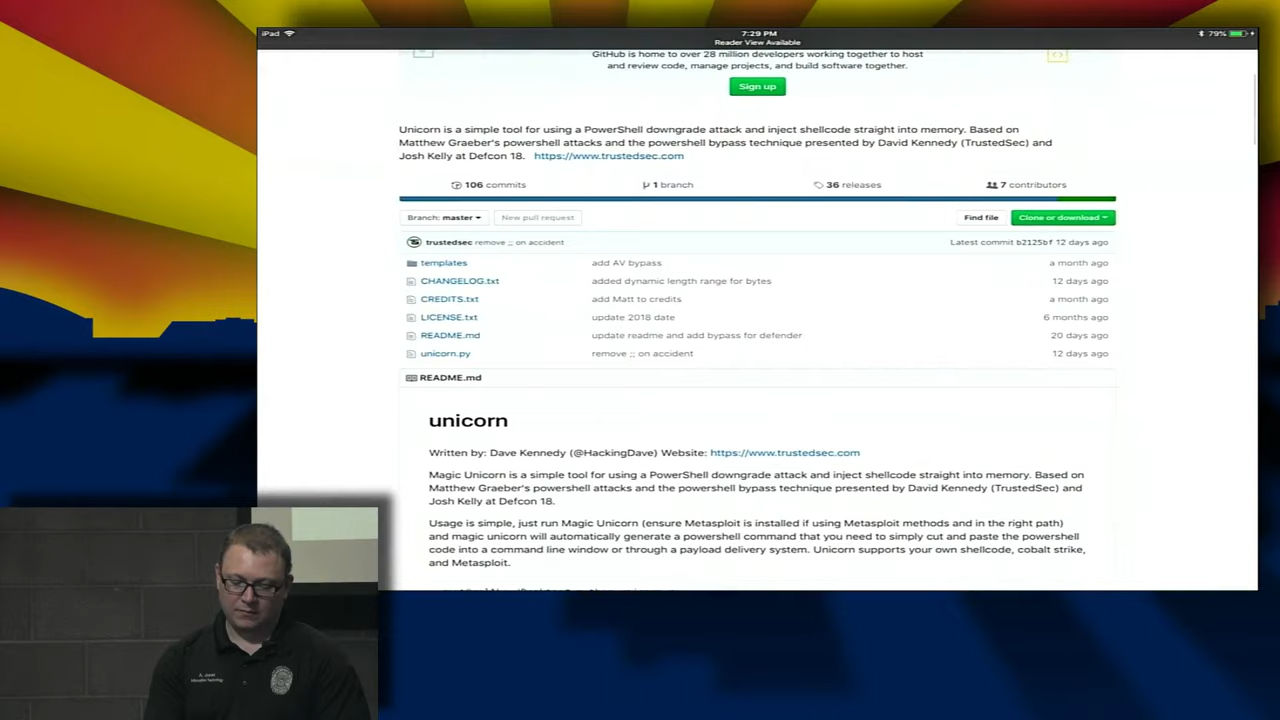 iPad
7:29 PM
79%
Reader View Available
GitHub is home to over 28 million developers working together to host
and review code, manage projects, and build software together.
Sign up
Unicorn is a simple tool for using a PowerShell downgrade attack and inject shellcode straight into memory. Based on
Matthew Graeber's powershell attacks and the powershell bypass technique presented by David Kennedy (TrustedSec) and
Josh Kelly at Defcon 18. https://www.trustedsec.com
106 commits
1 branch
36 releases
7 contributors
Branch: master
New pull request
Find file
Clone or download
trustedsec remove ;; on accident
Latest commit b2125bf 12 days ago
templates
add AV bypass
a month ago
CHANGELOG.txt
added dynamic length range for bytes
12 days ago
CREDITS.txt
add Matt to credits
a month ago
LICENSE.txt
update 2018 date
6 months ago
README.md
update readme and add bypass for defender
20 days ago
unicorn.py
remove ;; on accident
12 days ago
README.md
unicorn
Written by: Dave Kennedy (@HackingDave) Website: https://www.trustedsec.com
Magic Unicorn is a simple tool for using a PowerShell downgrade attack and inject shellcode straight into memory. Based on
Matthew Graeber's powershell attacks and the powershell bypass technique presented by David Kennedy (TrustedSec) and
Josh Kelly at Defcon 18.
Usage is simple, just run Magic Unicorn (ensure Metasploit is installed if using Metasploit methods and in the right path)
and magic unicorn will automatically generate a powershell command that you need to simply cut and paste the powershell
code into a command line window or through a payload delivery system. Unicorn supports your own shellcode, cobalt strike,
and Metasploit.